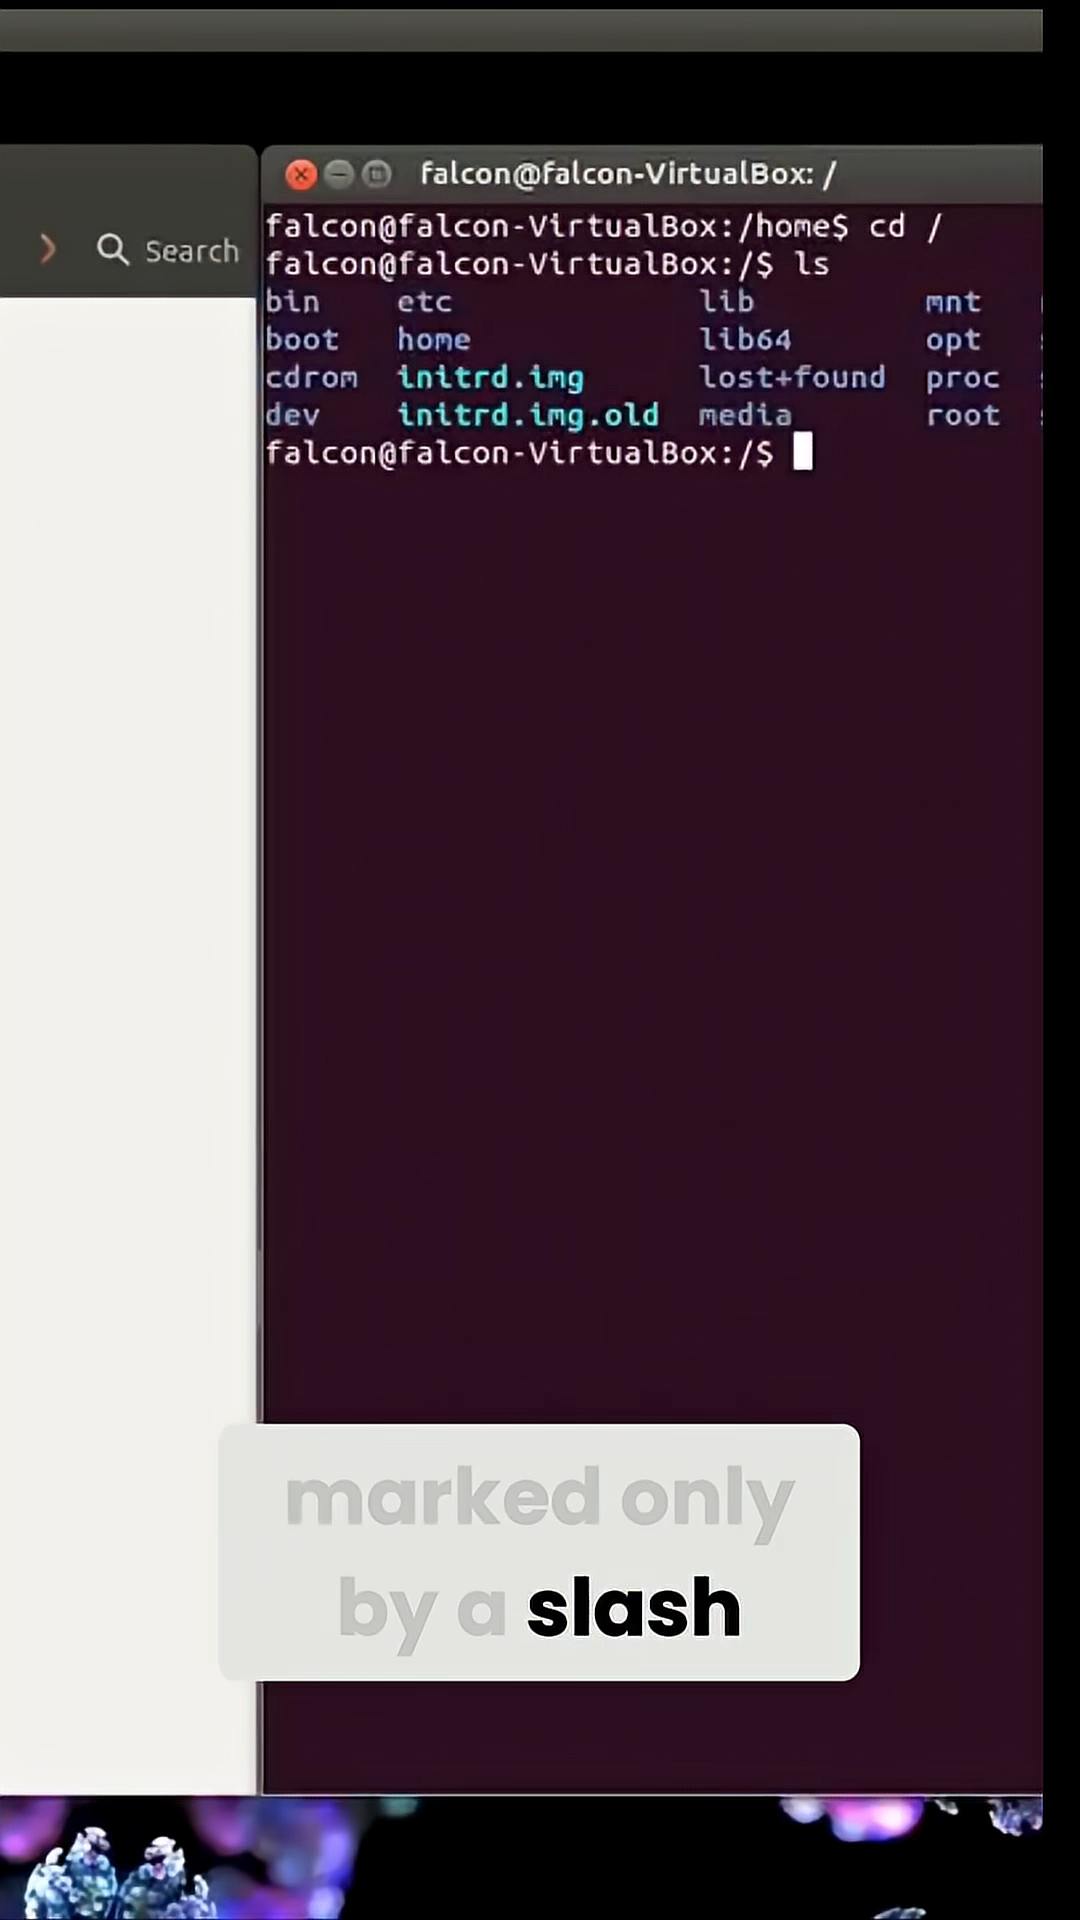 falcon@falcon-VirtualBox: /
Search
falcon@falcon-VirtualBox:/home$ cd /
falcon@falcon-VirtualBox:/$ ls
bin etc lib mnt
boot home lib64 opt
cdrom initrd.img lost+found proc
dev initrd.img.old media root
falcon@falcon-VirtualBox:/$
marked only
by a slash